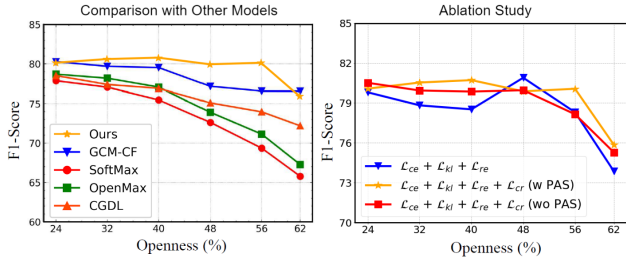 Comparison with Other Models
F1-Score
85
80
75
70
65
60
Ours
GCM-CF
SoftMax
OpenMax
CGDL
24 32 40 48 56 62
Openness (%)
Ablation Study
F1-Score
85
82
79
76
73
70
ℒce + ℒkl + ℒre
ℒce + ℒkl + ℒre + ℒcr (w PAS)
ℒce + ℒkl + ℒre + ℒcr (wo PAS)
24 32 40 48 56 62
Openness (%)